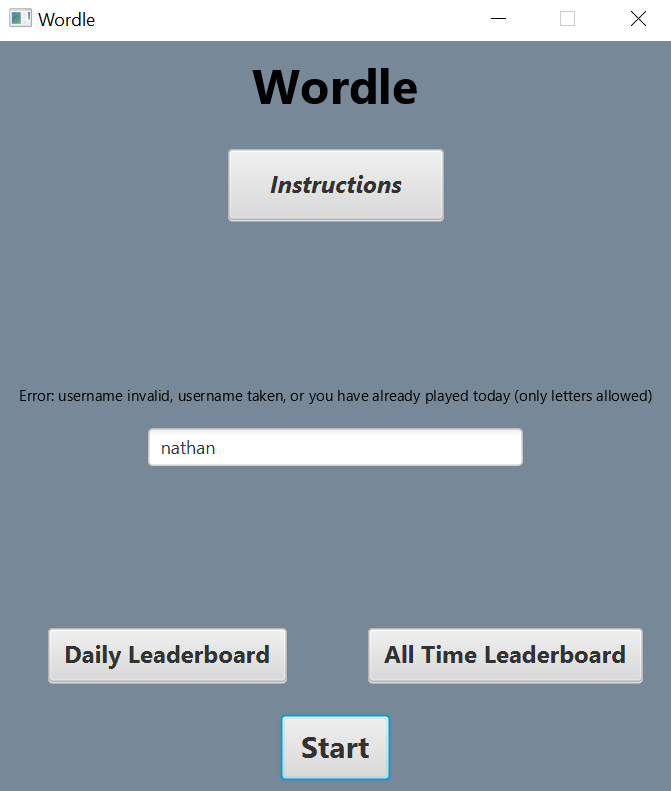 Wordle
Wordle
Instructions
Error: username invalid, username taken, or you have already played today (only letters allowed)
nathan
Daily Leaderboard
All Time Leaderboard
Start